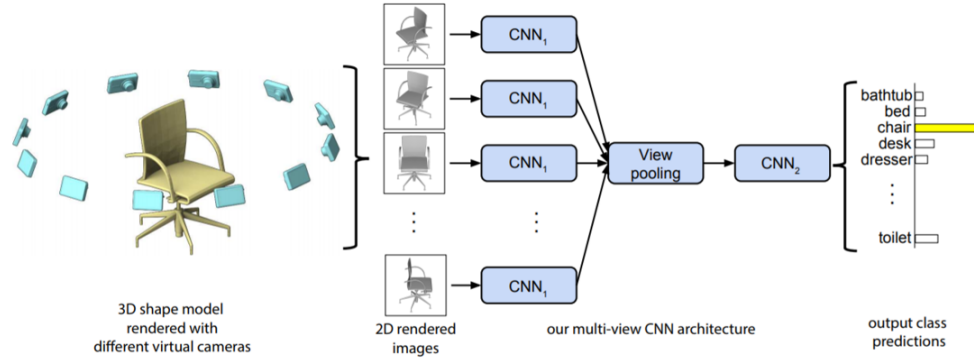 CNN₁
CNN₁
CNN₁
CNN₁
View
pooling
CNN₂
bathtub
bed
chair
desk
dresser
toilet
3D shape model
rendered with
different virtual cameras
2D rendered
images
our multi-view CNN architecture
output class
predictions